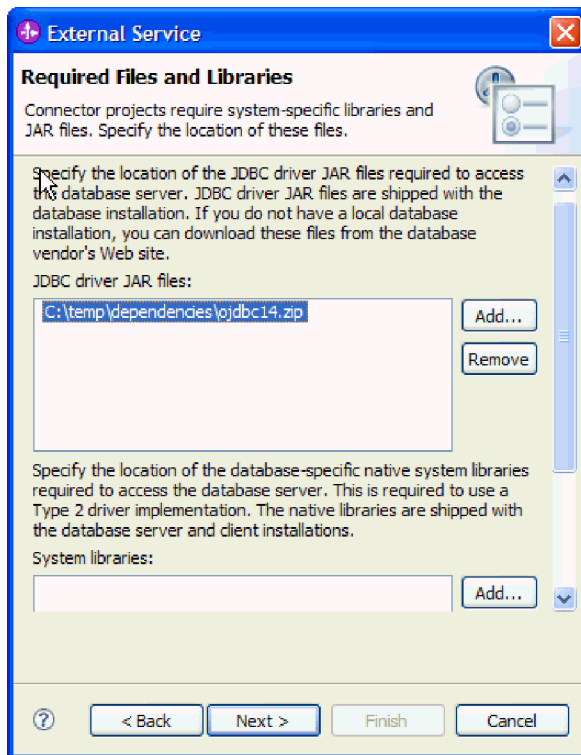 External Service
Required Files and Libraries
Connector projects require system-specific libraries and
JAR files. Specify the location of these files.
Specify the location of the JDBC driver JAR files required to access
the database server. JDBC driver JAR files are shipped with the
database installation. If you do not have a local database
installation, you can download these files from the database
vendor's Web site.
JDBC driver JAR files:
C:\temp\dependencies\ojdbc14.zip
Add...
Remove
Specify the location of the database-specific native system libraries
required to access the database server. This is required to use a
Type 2 driver implementation. The native libraries are shipped with
the database server and client installations.
System libraries:
Add...
? < Back Next > Finish Cancel